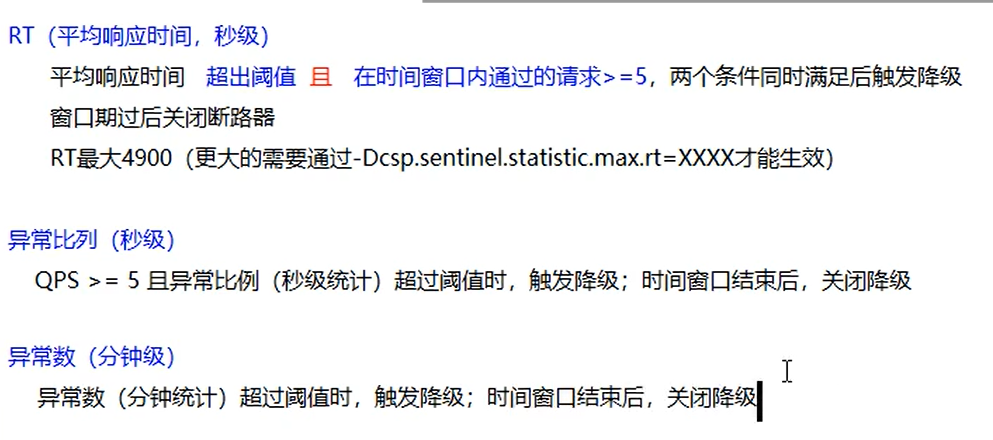 RT（平均响应时间，秒级）
平均响应时间 超出阈值 且 在时间窗口内通过的请求>=5，两个条件同时满足后触发降级
窗口期过后关闭断路器
RT最大4900（更大的需要通过-Dcsp.sentinel.statistic.max.rt=XXXX才能生效）
异常比列（秒级）
QPS >= 5 且异常比例（秒级统计）超过阈值时，触发降级；时间窗口结束后，关闭降级
异常数（分钟级）
异常数（分钟统计）超过阈值时，触发降级；时间窗口结束后，关闭降级